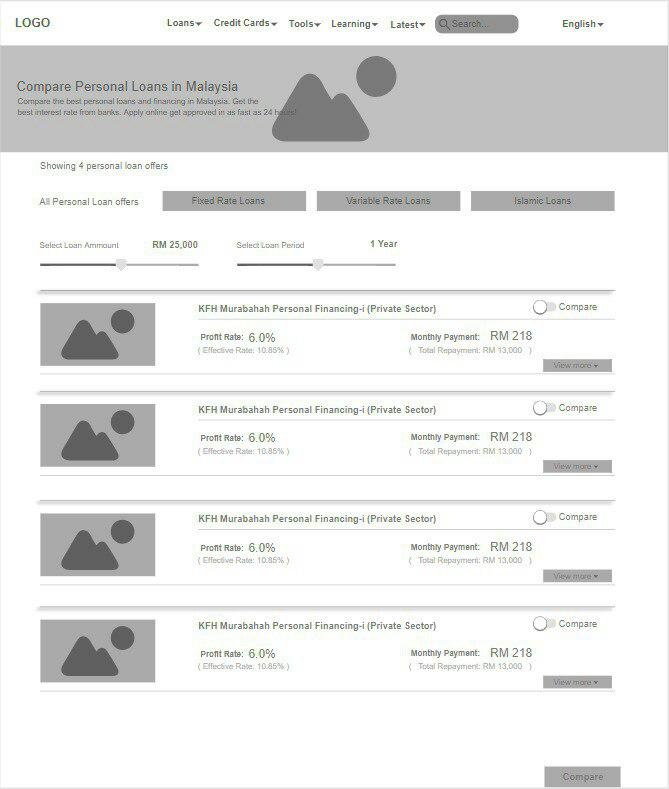 LOGO
Loans
Credit Cards
Tools
Learning
Latest
Search...
English
Compare Personal Loans in Malaysia
Compare the best personal loans and financing in Malaysia. Get the
best interest rate from banks. Apply online get approved in as fast as 24 hours!
Showing 4 personal loan offers
All Personal Loan offers
Fixed Rate Loans
Variable Rate Loans
Islamic Loans
Select Loan Ammount
RM 25,000
Select Loan Period
1 Year
KFH Murabahah Personal Financing-i (Private Sector)
Compare
Profit Rate: 6.0%
Monthly Payment: RM 218
( Effective Rate: 10.85% )
( Total Repayment: RM 13,000 )
View more
KFH Murabahah Personal Financing-i (Private Sector)
Compare
Profit Rate: 6.0%
Monthly Payment: RM 218
( Effective Rate: 10.85% )
( Total Repayment: RM 13,000 )
View more
KFH Murabahah Personal Financing-i (Private Sector)
Compare
Profit Rate: 6.0%
Monthly Payment: RM 218
( Effective Rate: 10.85% )
( Total Repayment: RM 13,000 )
View more
KFH Murabahah Personal Financing-i (Private Sector)
Compare
Profit Rate: 6.0%
Monthly Payment: RM 218
( Effective Rate: 10.85% )
( Total Repayment: RM 13,000 )
View more
Compare